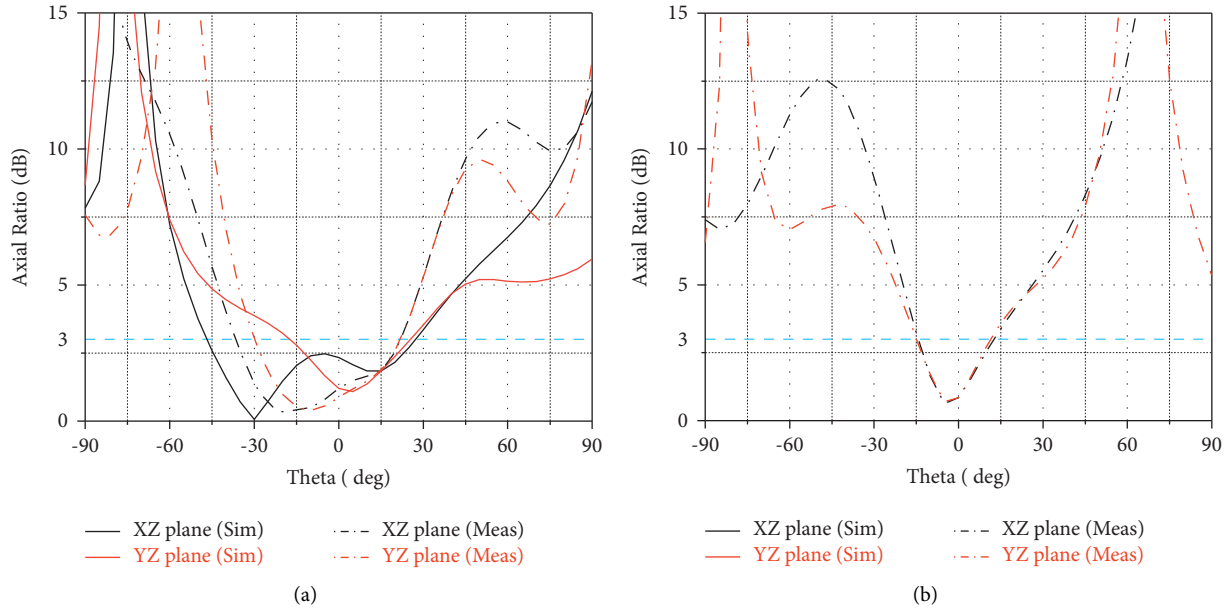 15
10
5
3
0
Axial Ratio (dB)
-90 -60 -30 0 30 60 90
Theta ( deg)
XZ plane (Sim) XZ plane (Meas)
YZ plane (Sim) YZ plane (Meas)
(a)
15
10
5
3
0
Axial Ratio (dB)
-90 -60 -30 0 30 60 90
Theta ( deg)
XZ plane (Sim) XZ plane (Meas)
YZ plane (Sim) YZ plane (Meas)
(b)